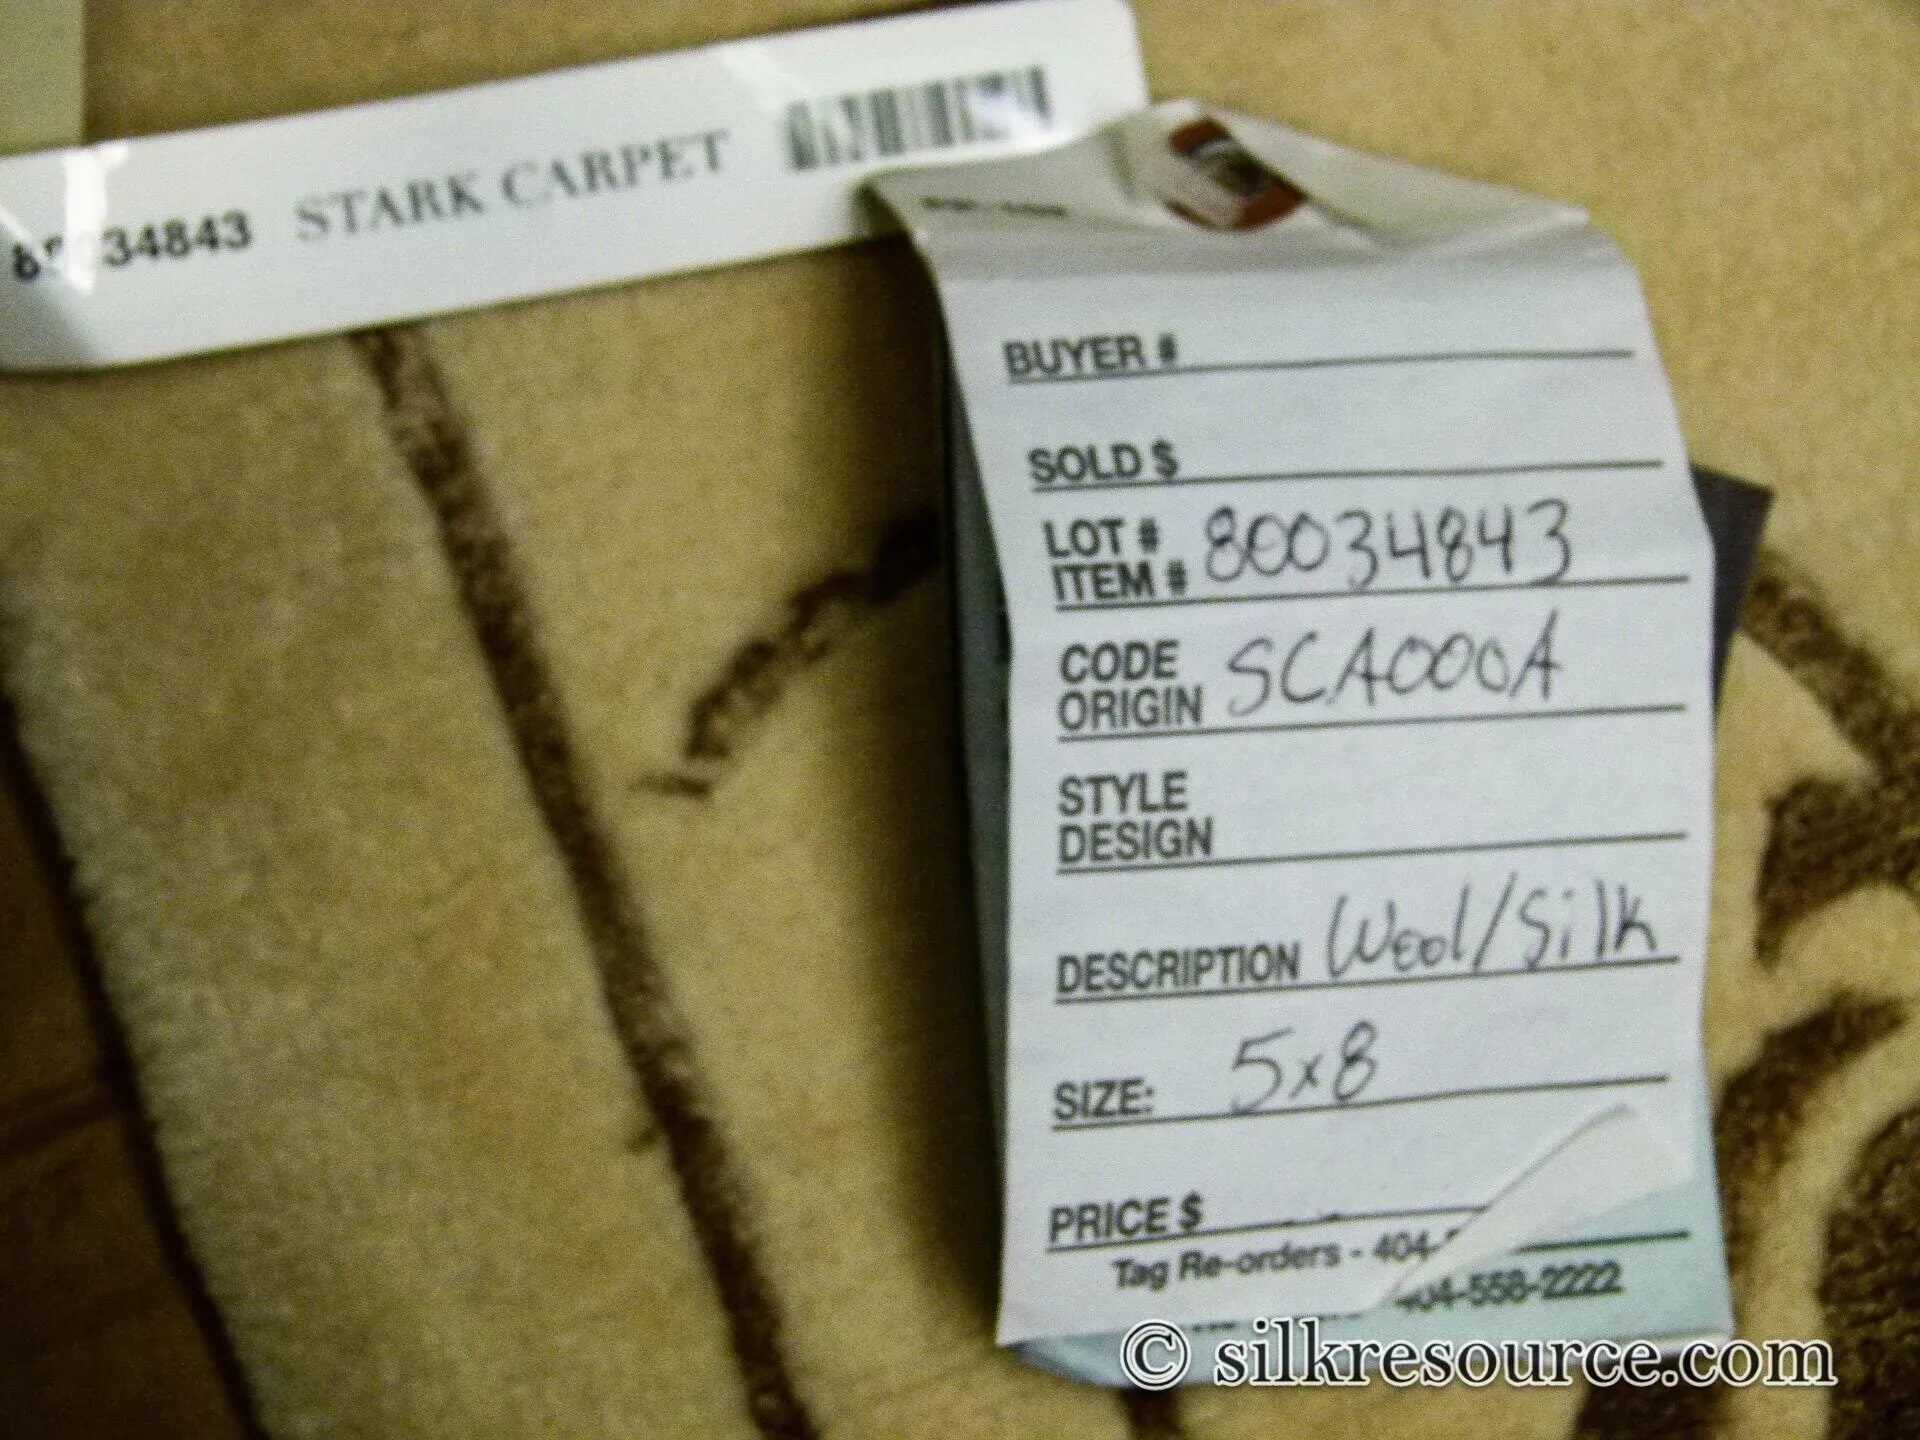 34843 STARK CARPET
BUYER #
SOLD $
LOT #
ITEM # 80034843
CODE
ORIGIN SCA000A
STYLE
DESIGN
DESCRIPTION Wool/Silk
SIZE: 5x8
PRICE $
Tag Re-orders - 404-
404-558-2222
© silkresource.com